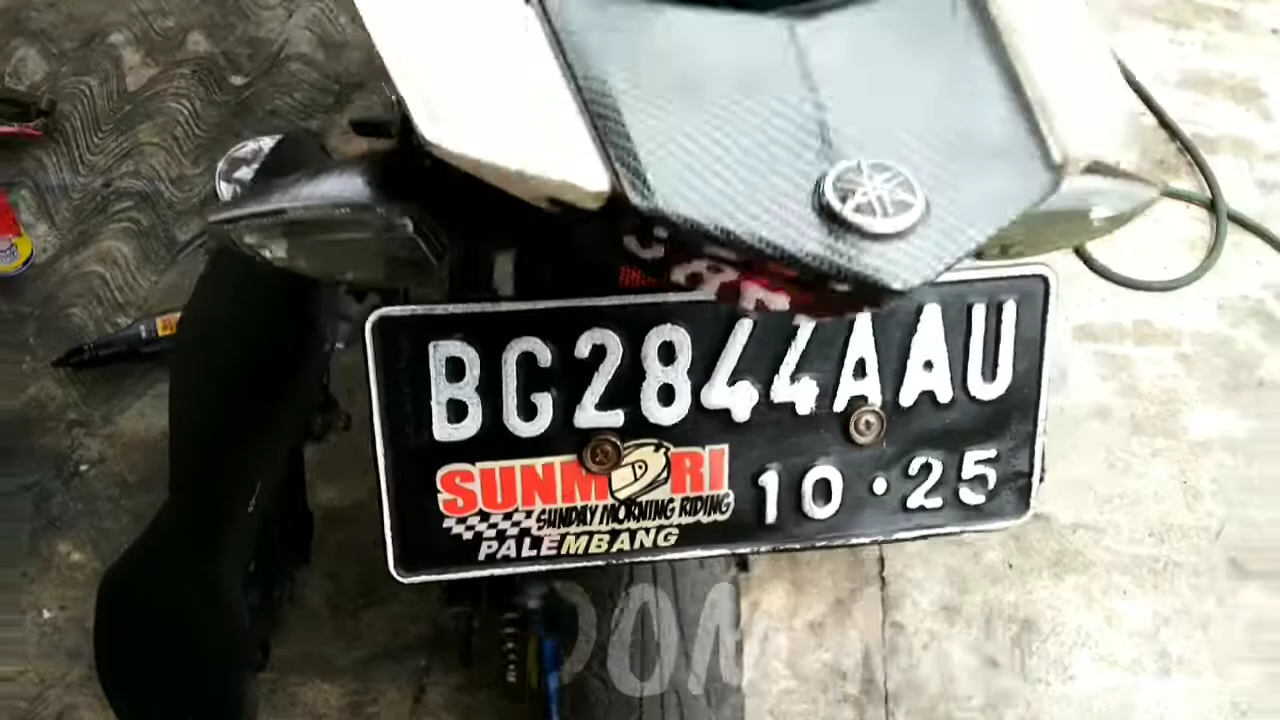 BG2844AAU
SUNMORI
SUNDAY MORNING RIDING
PALEMBANG
10·25